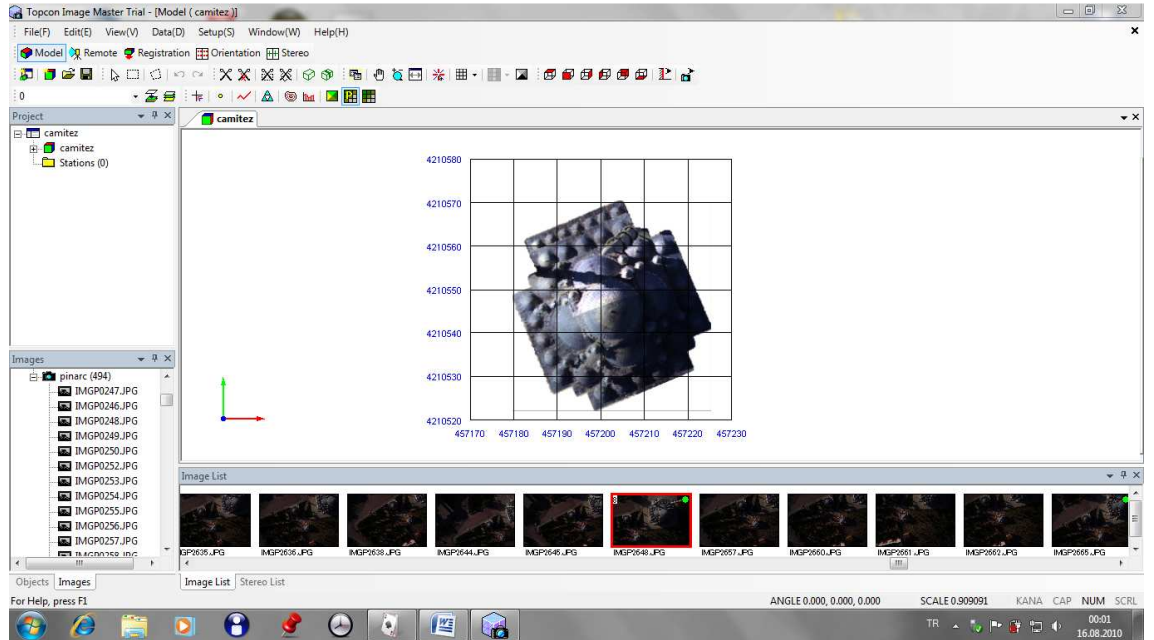 Topcon Image Master Trial - [Model ( camitez )]
File(F) Edit(E) View(V) Data(D) Setup(S) Window(W) Help(H)
Model Remote Registration Orientation Stereo
0
Project
camitez
camitez
camitez
Stations (0)
4210580
4210570
4210560
4210550
4210540
4210530
4210520
457170 457180 457190 457200 457210 457220 457230
Images
pinarc (494)
IMGP0247.JPG
IMGP0246.JPG
IMGP0248.JPG
IMGP0249.JPG
IMGP0250.JPG
IMGP0252.JPG
IMGP0253.JPG
IMGP0254.JPG
IMGP0255.JPG
IMGP0256.JPG
IMGP0257.JPG
IMGP0258.JPG
Image List
GP2635.JPG IMGP2636.JPG IMGP2638.JPG IMGP2644.JPG IMGP2645.JPG IMGP2648.JPG IMGP2657.JPG IMGP2660.JPG IMGP2661.JPG IMGP2662.JPG IMGP2665.JPG
Objects Images
Image List Stereo List
For Help, press F1
ANGLE 0.000, 0.000, 0.000 SCALE 0.909091 KANA CAP NUM SCRL
TR 00:01
16.08.2010